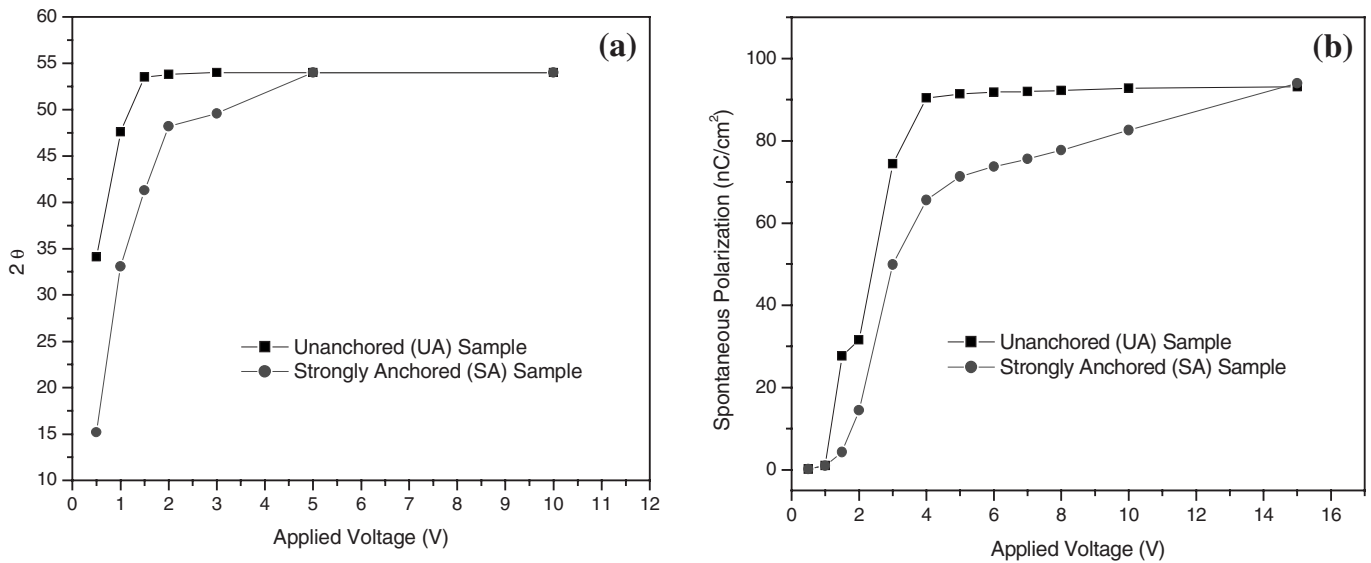 (a)
60
55
50
45
40
35
30
25
20
15
10
2 θ
Unanchored (UA) Sample
Strongly Anchored (SA) Sample
0 1 2 3 4 5 6 7 8 9 10 11 12
Applied Voltage (V)
(b)
100
80
60
40
20
0
Spontaneous Polarization (nC/cm²)
Unanchored (UA) Sample
Strongly Anchored (SA) Sample
0 2 4 6 8 10 12 14 16
Applied Voltage (V)